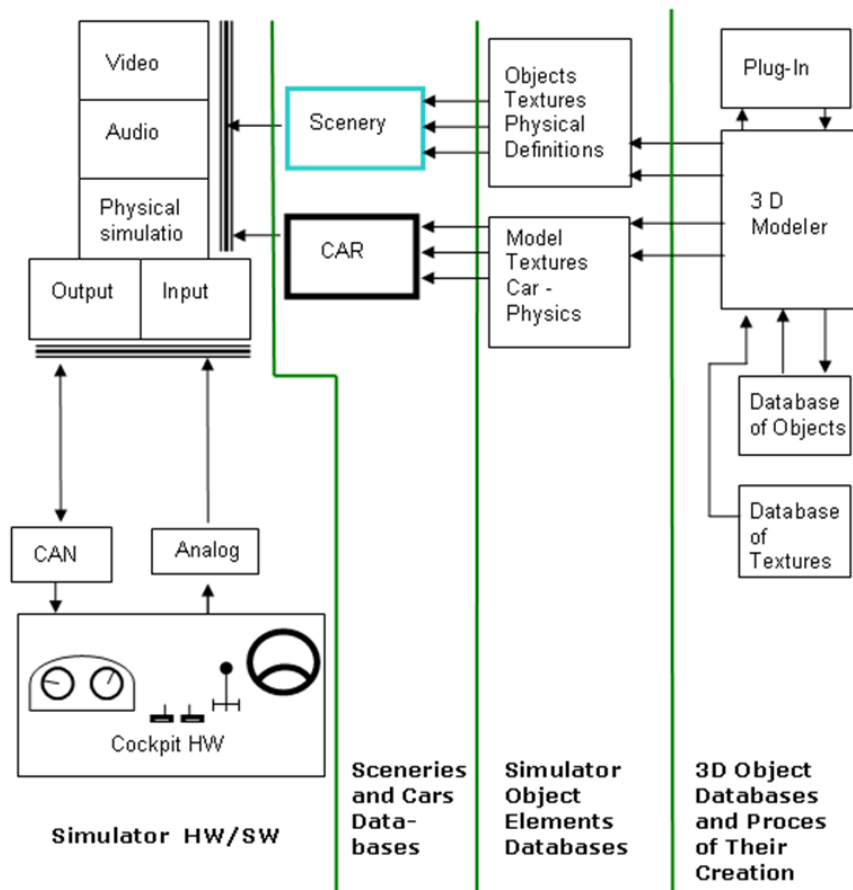 Video
Audio
Physical
simulatio
Output
Input
Scenery
CAR
Objects
Textures
Physical
Definitions
Model
Textures
Car -
Physics
Plug-In
3 D
Modeler
Database
of Objects
Database
of
Textures
CAN
Analog
Cockpit HW
Simulator HW/SW
Sceneries
and Cars
Data-
bases
Simulator
Object
Elements
Databases
3D Object
Databases
and Proces
of Their
Creation